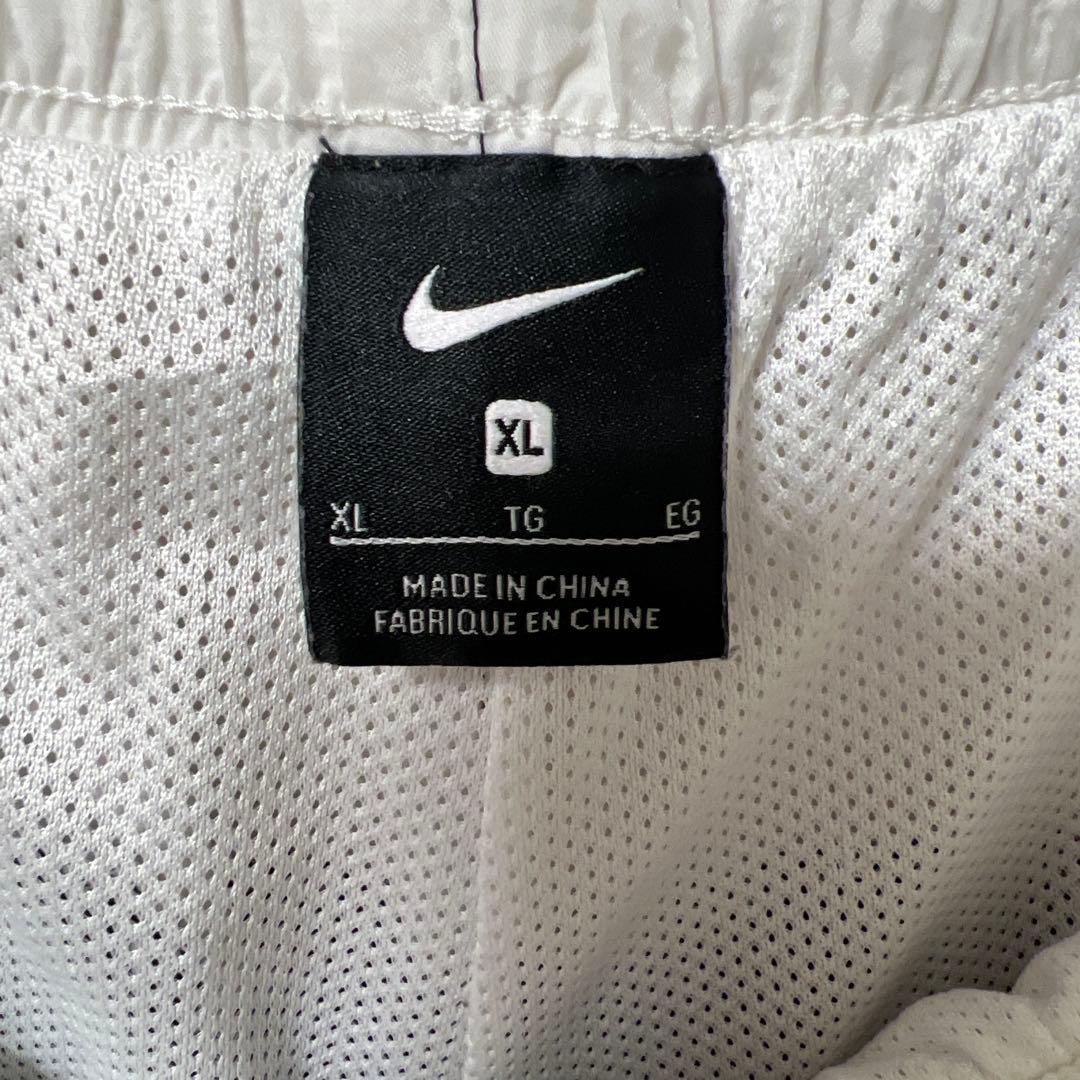 XL
XL TG EG
MADE IN CHINA
FABRIQUE EN CHINE